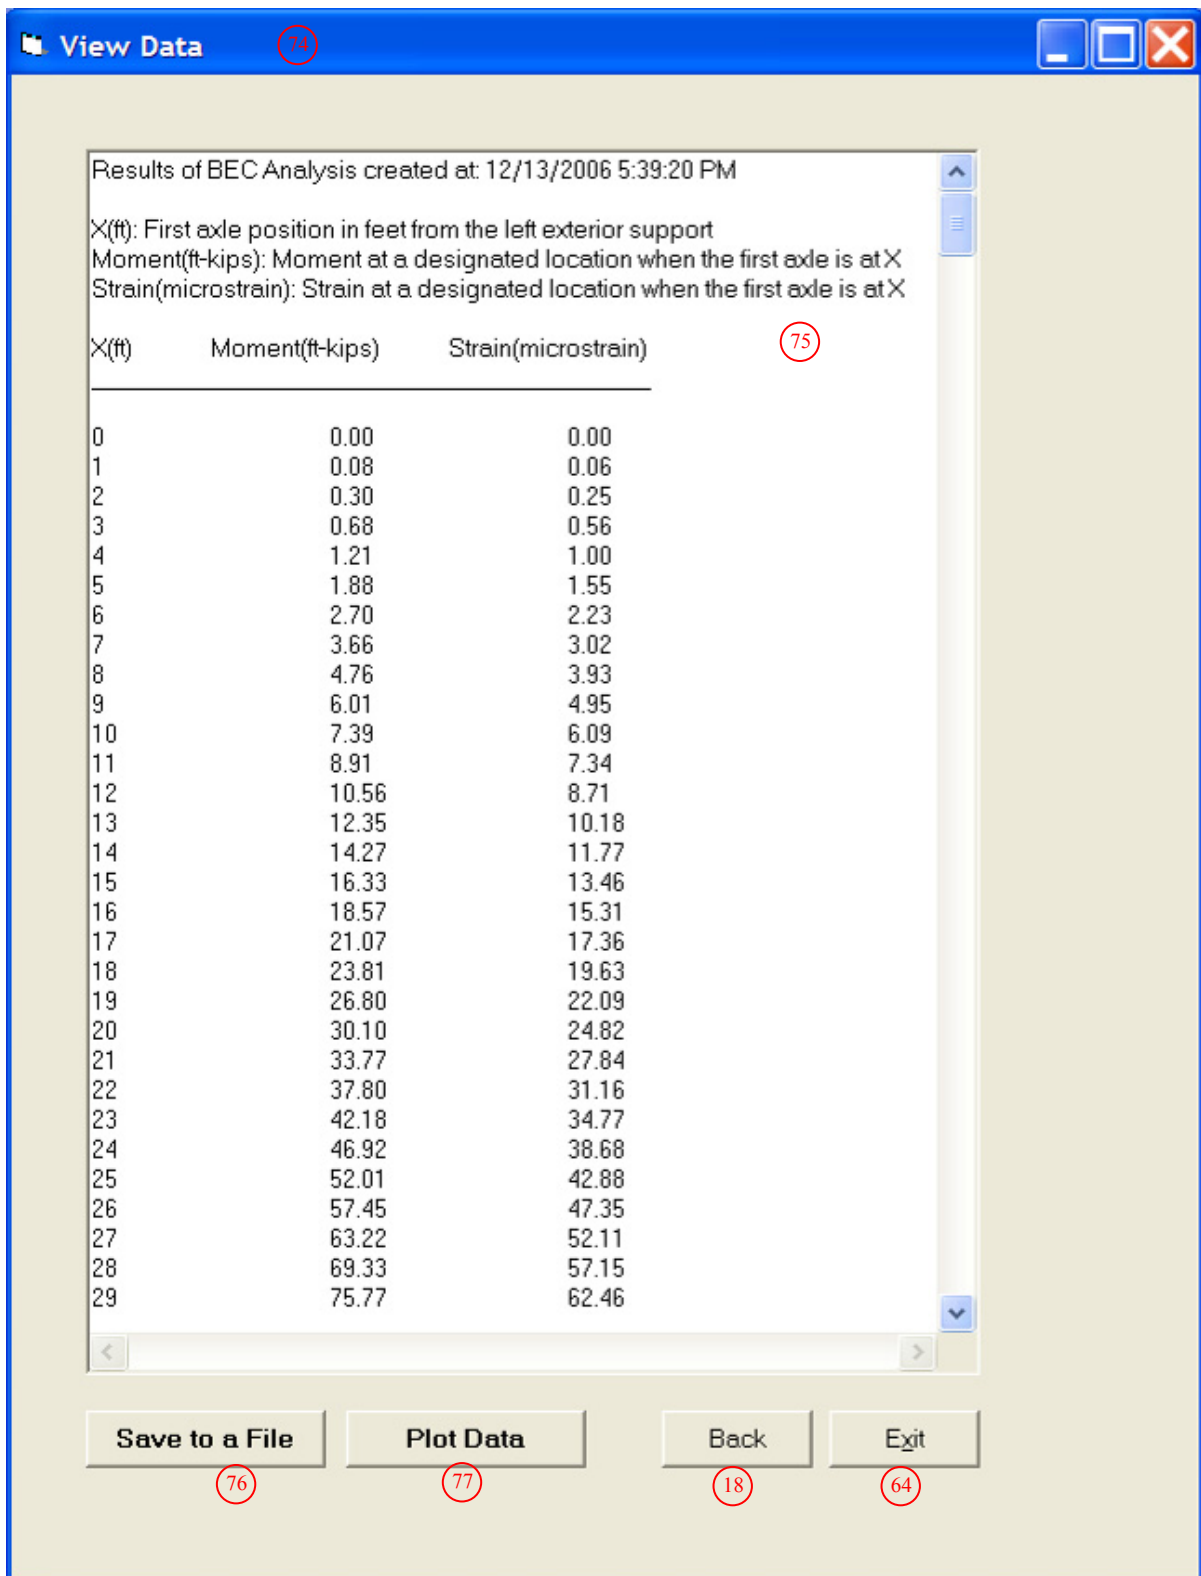 View Data 74
Results of BEC Analysis created at: 12/13/2006 5:39:20 PM
X(ft): First axle position in feet from the left exterior support
Moment(ft-kips): Moment at a designated location when the first axle is at X
Strain(microstrain): Strain at a designated location when the first axle is at X
75
X(ft) Moment(ft-kips) Strain(microstrain)
0 0.00 0.00
1 0.08 0.06
2 0.30 0.25
3 0.68 0.56
4 1.21 1.00
5 1.88 1.55
6 2.70 2.23
7 3.66 3.02
8 4.76 3.93
9 6.01 4.95
10 7.39 6.09
11 8.91 7.34
12 10.56 8.71
13 12.35 10.18
14 14.27 11.77
15 16.33 13.46
16 18.57 15.31
17 21.07 17.36
18 23.81 19.63
19 26.80 22.09
20 30.10 24.82
21 33.77 27.84
22 37.80 31.16
23 42.18 34.77
24 46.92 38.68
25 52.01 42.88
26 57.45 47.35
27 63.22 52.11
28 69.33 57.15
29 75.77 62.46
Save to a File Plot Data Back Exit
76 77 18 64